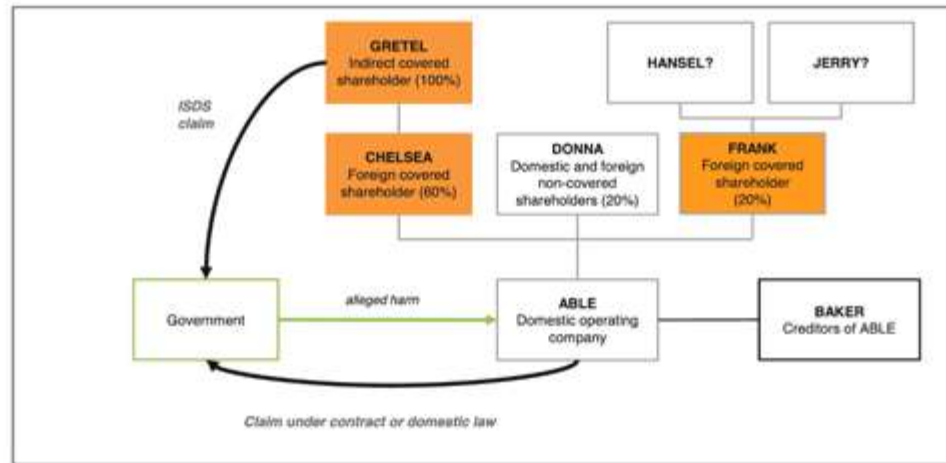 GRETEL
Indirect covered
shareholder (100%)
HANSEL?
JERRY?
ISDS
claim
CHELSEA
Foreign covered
shareholder (60%)
DONNA
Domestic and foreign
non-covered
shareholders (20%)
FRANK
Foreign covered
shareholder
(20%)
Government
alleged harm
ABLE
Domestic operating
company
BAKER
Creditors of ABLE
Claim under contract or domestic law